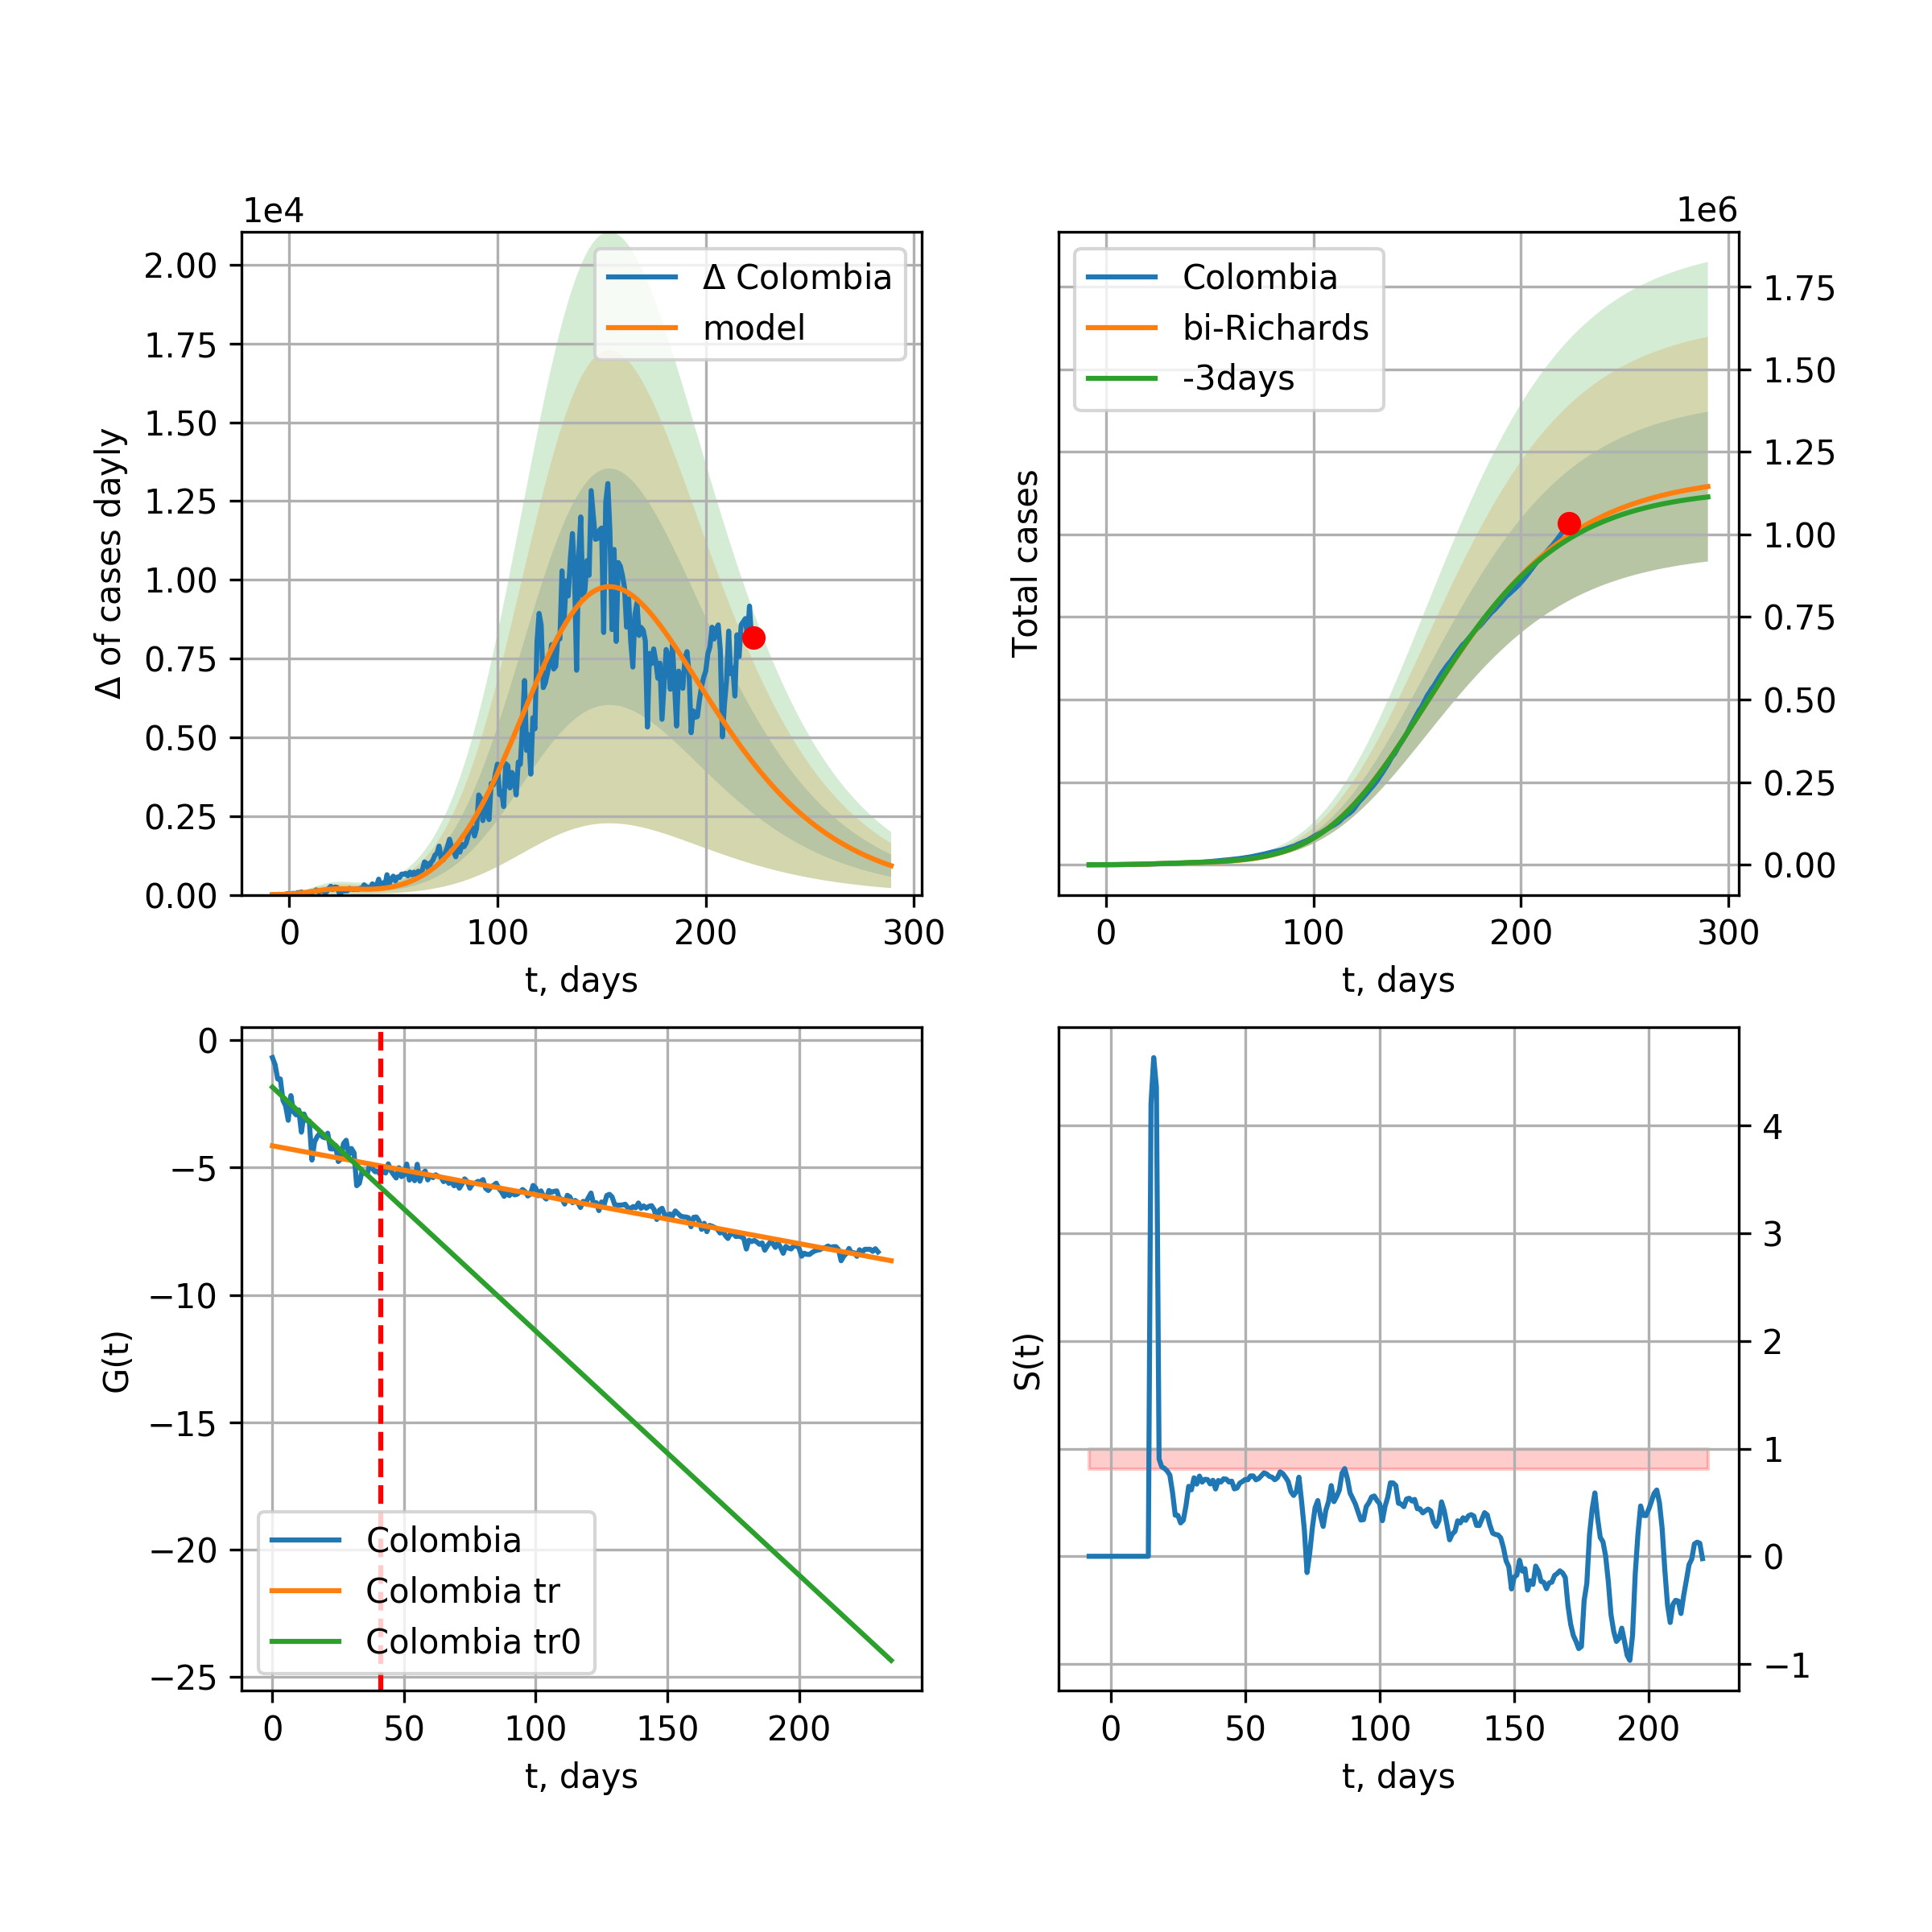 1e4
2.00
1.75
1.50
1.25
1.00
0.75
0.50
0.25
0.00
Δ of cases dayly
Δ Colombia
model
0 100 200 300
t, days
1e6
Total cases
Colombia
bi-Richards
-3days
1.75
1.50
1.25
1.00
0.75
0.50
0.25
0.00
0 100 200 300
t, days
0
−5
−10
−15
−20
−25
G(t)
Colombia
Colombia tr
Colombia tr0
0 50 100 150 200
t, days
S(t)
4
3
2
1
0
−1
0 50 100 150 200
t, days